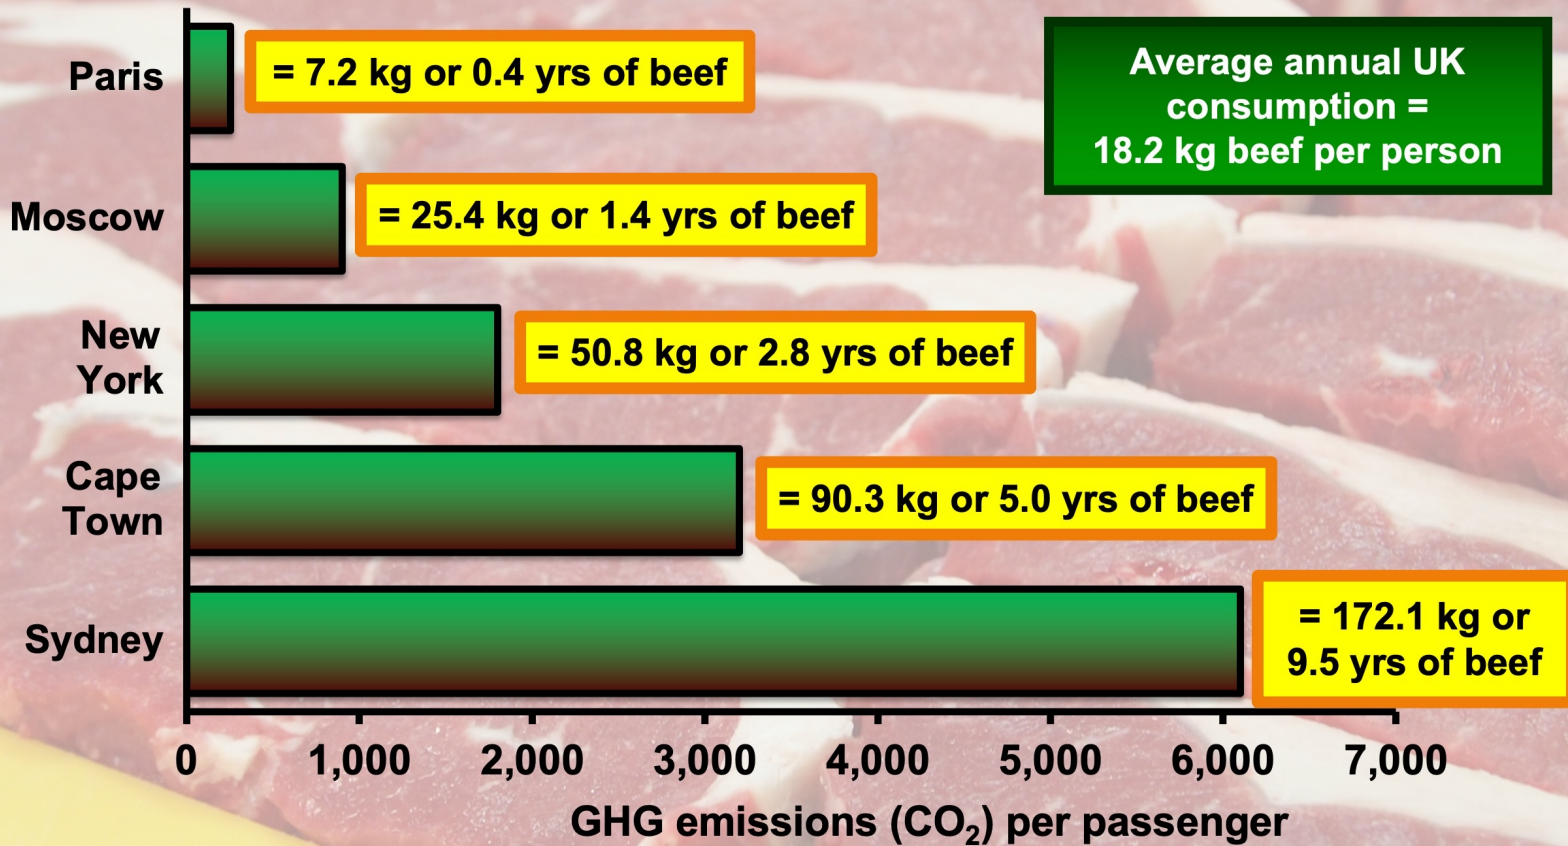 Paris
= 7.2 kg or 0.4 yrs of beef
Average annual UK
consumption =
18.2 kg beef per person
Moscow
= 25.4 kg or 1.4 yrs of beef
New
York
= 50.8 kg or 2.8 yrs of beef
Cape
Town
= 90.3 kg or 5.0 yrs of beef
Sydney
= 172.1 kg or
9.5 yrs of beef
0 1,000 2,000 3,000 4,000 5,000 6,000 7,000
GHG emissions (CO₂) per passenger